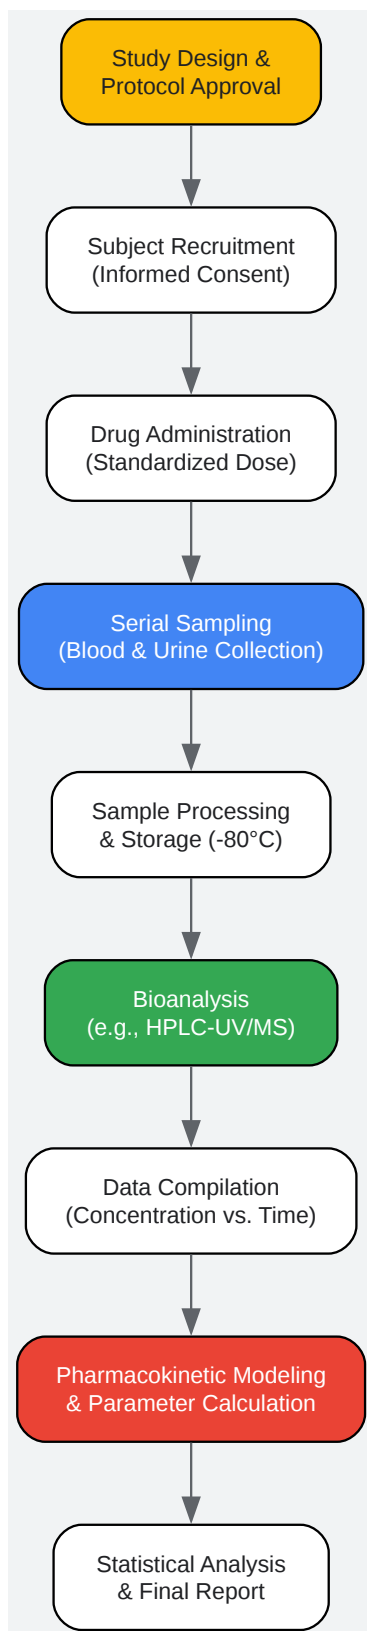 Study Design &
Protocol Approval
Subject Recruitment
(Informed Consent)
Drug Administration
(Standardized Dose)
Serial Sampling
(Blood & Urine Collection)
Sample Processing
& Storage (-80°C)
Bioanalysis
(e.g., HPLC-UV/MS)
Data Compilation
(Concentration vs. Time)
Pharmacokinetic Modeling
& Parameter Calculation
Statistical Analysis
& Final Report